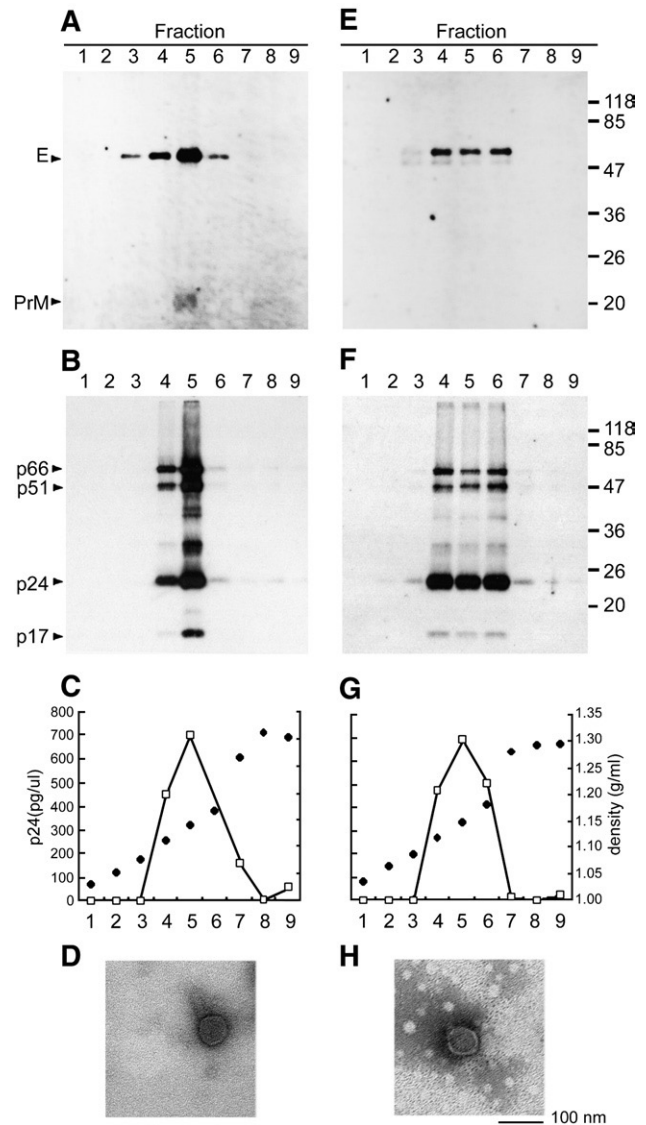 A
Fraction
1 2 3 4 5 6 7 8 9
E
PrM
E
Fraction
1 2 3 4 5 6 7 8 9
118
85
47
36
26
20
B
1 2 3 4 5 6 7 8 9
p66
p51
p24
p17
F
1 2 3 4 5 6 7 8 9
118
85
47
36
26
20
C
800
700
600
500
400
300
200
100
0
p24(pg/ul)
1 2 3 4 5 6 7 8 9
G
1.35
1.30
1.25
1.20
1.15
1.10
1.05
1.00
density (g/ml)
1 2 3 4 5 6 7 8 9
D
H
100 nm